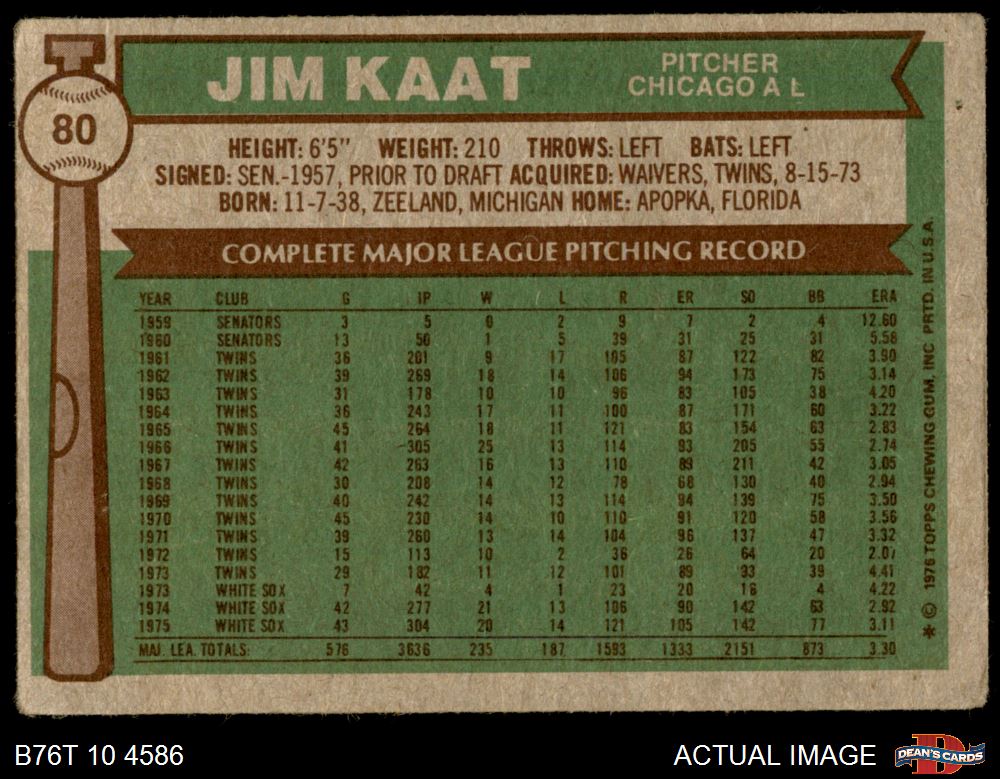 JIM KAAT
PITCHER
CHICAGO A L
80
HEIGHT: 6'5" WEIGHT: 210 THROWS: LEFT BATS: LEFT
SIGNED: SEN.-1957, PRIOR TO DRAFT ACQUIRED: WAIVERS, TWINS, 8-15-73
BORN: 11-7-38, ZEELAND, MICHIGAN HOME: APOPKA, FLORIDA
COMPLETE MAJOR LEAGUE PITCHING RECORD
YEAR CLUB G IP W L R ER SO BB ERA
1959 SENATORS 3 5 0 2 9 7 2 4 12.60
1960 SENATORS 13 50 1 5 39 31 25 31 5.58
1961 TWINS 36 201 9 17 105 87 122 82 3.90
1962 TWINS 39 269 18 14 106 94 173 75 3.14
1963 TWINS 31 178 10 10 96 83 105 38 4.20
1964 TWINS 36 243 17 11 100 87 171 60 3.22
1965 TWINS 45 264 18 11 121 83 154 63 2.83
1966 TWINS 41 305 25 13 114 93 205 55 2.74
1967 TWINS 42 263 16 13 110 89 211 42 3.05
1968 TWINS 30 208 14 12 78 68 130 40 2.94
1969 TWINS 40 242 14 13 114 94 139 75 3.50
1970 TWINS 45 230 14 10 110 91 120 58 3.56
1971 TWINS 39 260 13 14 104 96 137 47 3.32
1972 TWINS 15 113 10 2 36 26 64 20 2.07
1973 TWINS 29 182 11 12 101 89 93 39 4.41
1973 WHITE SOX 7 42 4 1 23 20 16 4 4.22
1974 WHITE SOX 42 277 21 13 106 90 142 63 2.92
1975 WHITE SOX 43 304 20 14 121 105 142 77 3.11
MAJ. LEA. TOTALS: 576 3636 235 187 1593 1333 2151 873 3.30
* © 1976 TOPPS CHEWING GUM, INC PRTD. IN U.S.A.
B76T 10 4586
ACTUAL IMAGE
D
DEAN'S CARDS